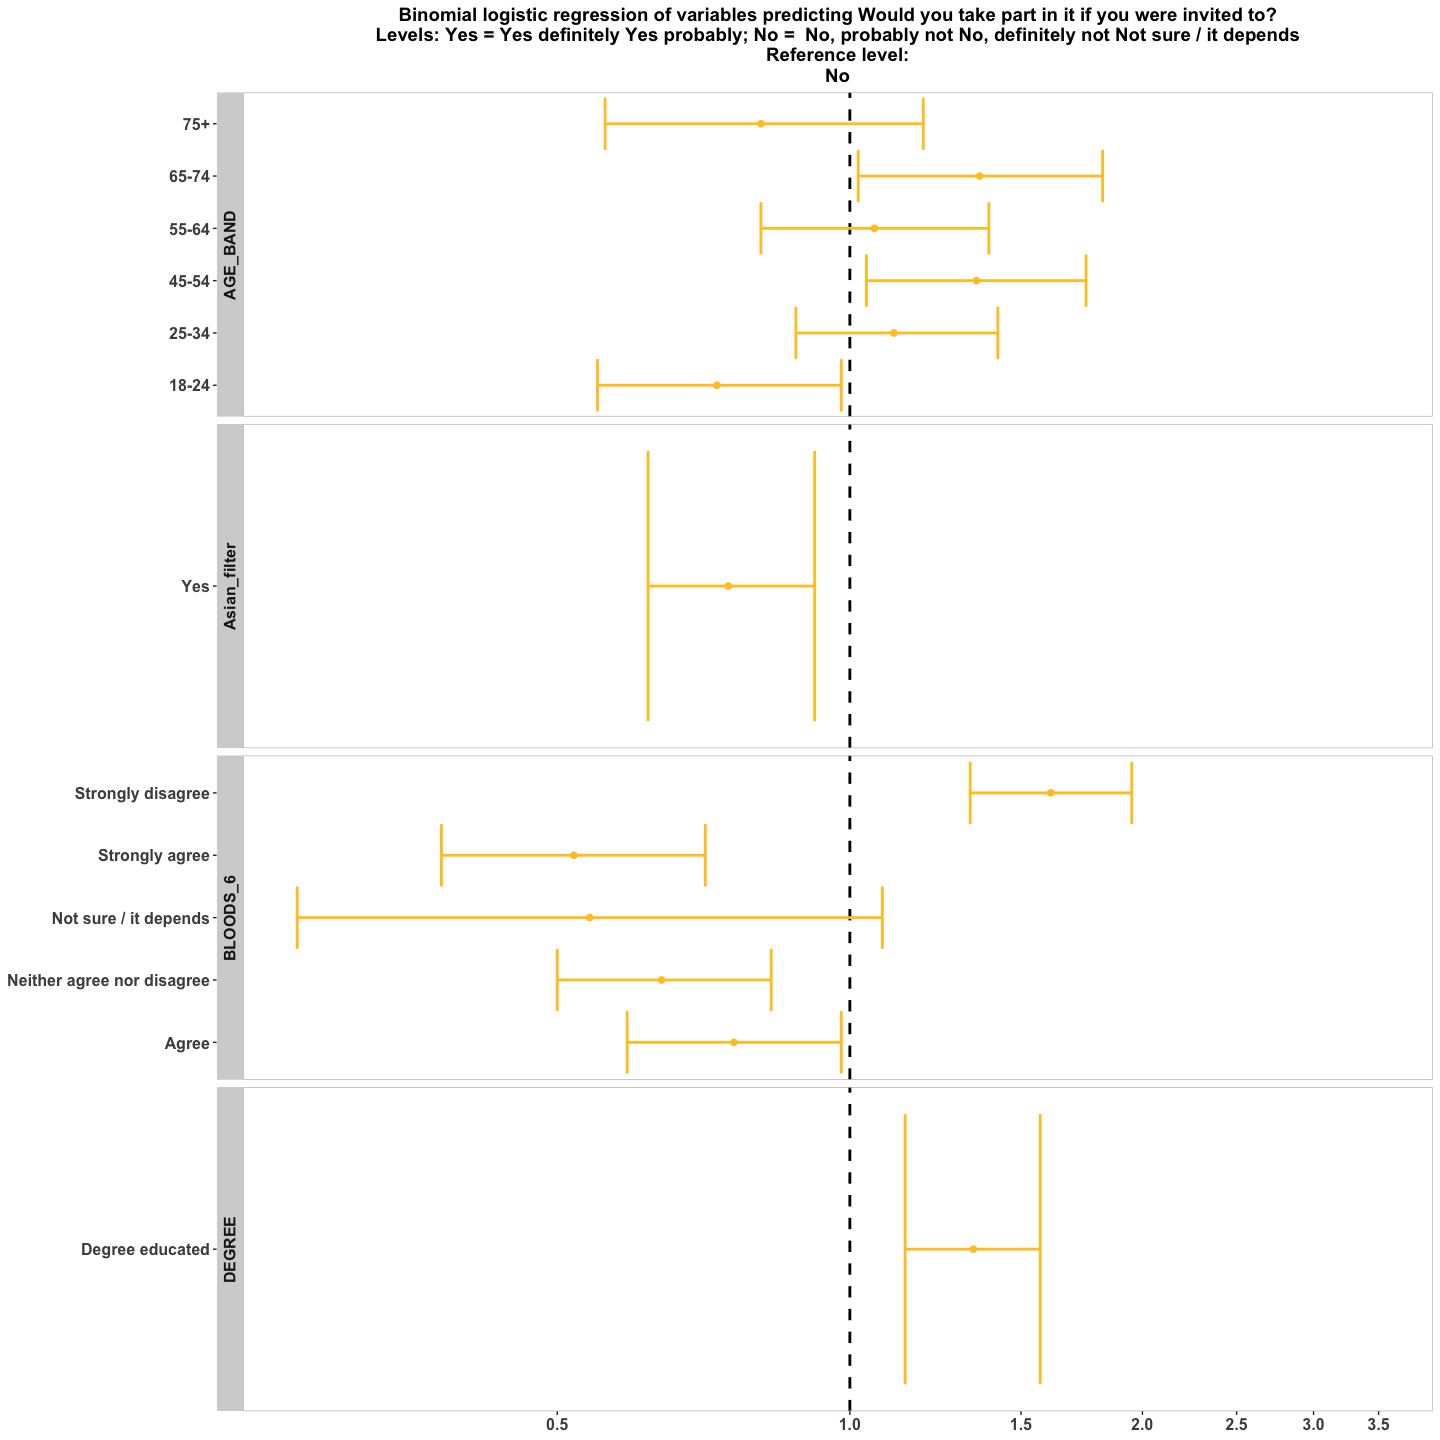 Binomial logistic regression of variables predicting Would you take part in it if you were invited to?
Levels: Yes = Yes definitely Yes probably; No =  No, probably not No, definitely not Not sure / it depends
Reference level:
No
AGE_BAND
75+
65-74
55-64
45-54
25-34
18-24
Asian_filter
Yes
BLOODS_6
Strongly disagree
Strongly agree
Not sure / it depends
Neither agree nor disagree
Agree
DEGREE
Degree educated
0.5 1.0 1.5 2.0 2.5 3.0 3.5